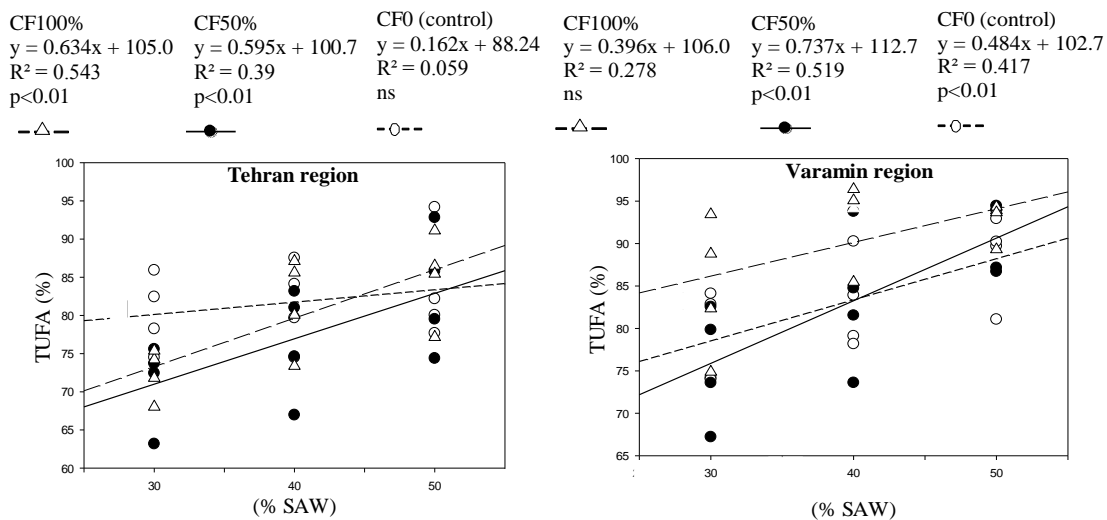 CF100%
y = 0.634x + 105.0
R² = 0.543
p<0.01
CF50%
y = 0.595x + 100.7
R² = 0.39
p<0.01
CF0 (control)
y = 0.162x + 88.24
R² = 0.059
ns
CF100%
y = 0.396x + 106.0
R² = 0.278
ns
CF50%
y = 0.737x + 112.7
R² = 0.519
p<0.01
CF0 (control)
y = 0.484x + 102.7
R² = 0.417
p<0.01
Tehran region
TUFA (%)
100
95
90
85
80
75
70
65
60
30 40 50
(% SAW)
Varamin region
TUFA (%)
100
95
90
85
80
75
70
65
30 40 50
(% SAW)